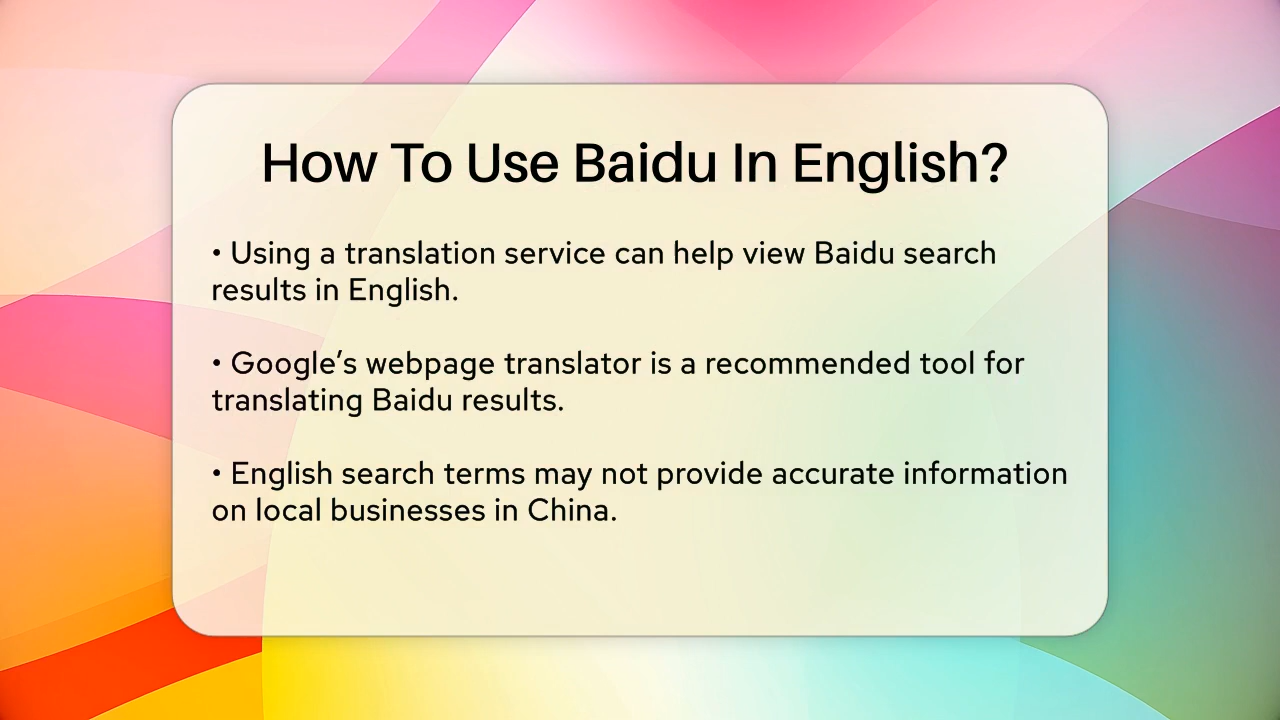 How To Use Baidu In English?
• Using a translation service can help view Baidu search
results in English.
• Google’s webpage translator is a recommended tool for
translating Baidu results.
• English search terms may not provide accurate information
on local businesses in China.